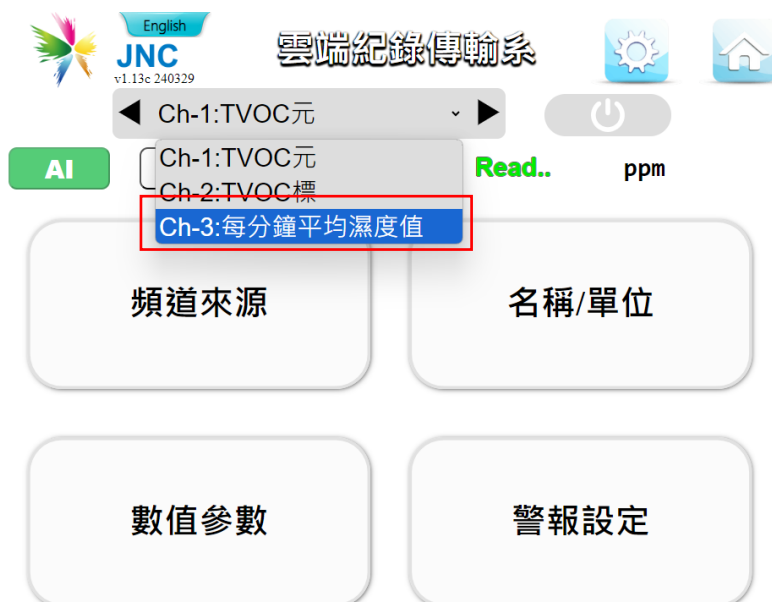 English
JNC
v1.13c 240329
雲端紀錄傳輸系
Ch-1:TVOC元
AI
Ch-1:TVOC元
Ch-2:TVOC標
Ch-3:每分鐘平均濕度值
Read..
ppm
頻道來源
名稱/單位
數值參數
警報設定